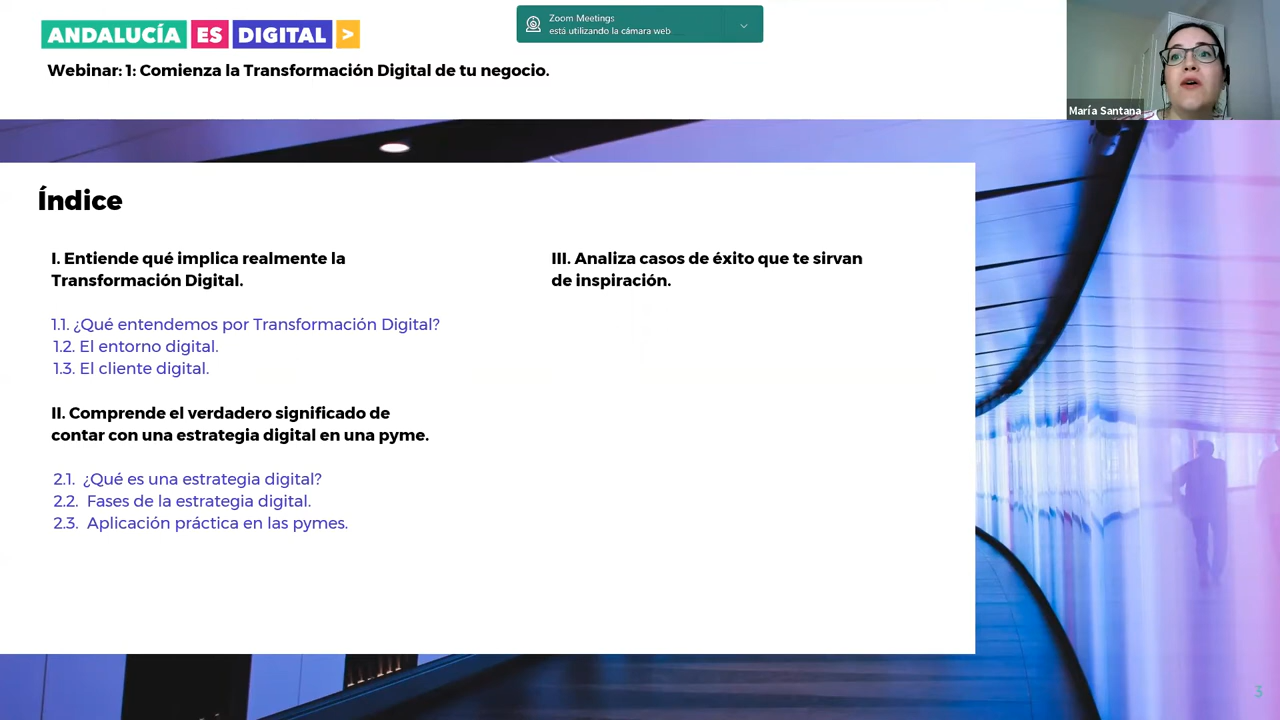 ANDALUCÍA ES DIGITAL >
Zoom Meetings
está utilizando la cámara web
Webinar: 1: Comienza la Transformación Digital de tu negocio.
María Santana
Índice
I. Entiende qué implica realmente la
Transformación Digital.
1.1. ¿Qué entendemos por Transformación Digital?
1.2. El entorno digital.
1.3. El cliente digital.
II. Comprende el verdadero significado de
contar con una estrategia digital en una pyme.
2.1. ¿Qué es una estrategia digital?
2.2. Fases de la estrategia digital.
2.3. Aplicación práctica en las pymes.
III. Analiza casos de éxito que te sirvan
de inspiración.
3